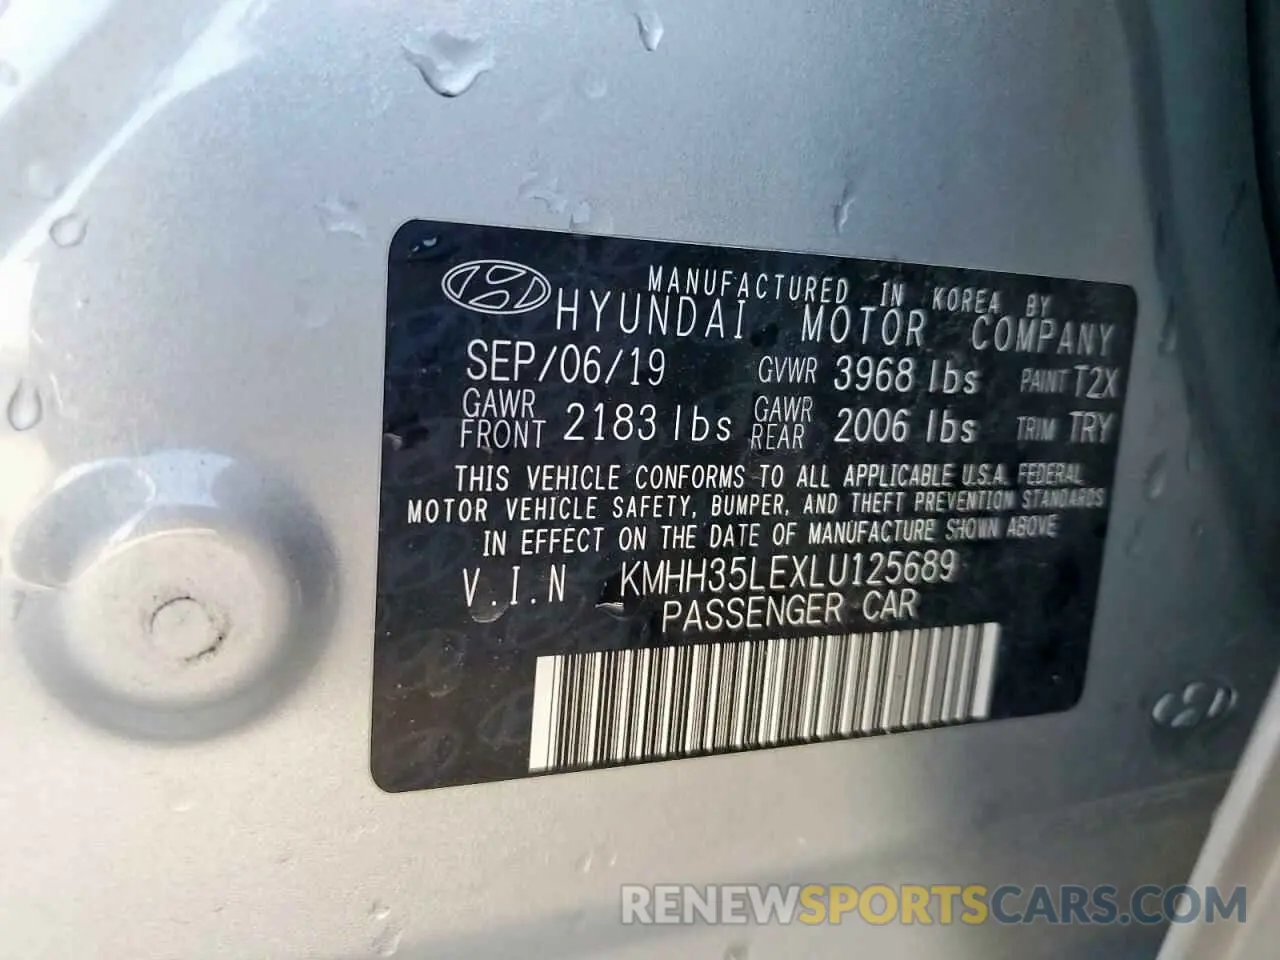 MANUFACTURED IN KOREA BY
HYUNDAI MOTOR COMPANY
SEP/06/19 GVWR 3968 lbs PAINT T2X
GAWR FRONT 2183 lbs GAWR REAR 2006 lbs TRIM TRY
THIS VEHICLE CONFORMS TO ALL APPLICABLE U.S.A. FEDERAL
MOTOR VEHICLE SAFETY, BUMPER, AND THEFT PREVENTION STANDARDS
IN EFFECT ON THE DATE OF MANUFACTURE SHOWN ABOVE
V.I.N KMHH35LEXLU125689
PASSENGER CAR
RENEWSPORTSCARS.COM